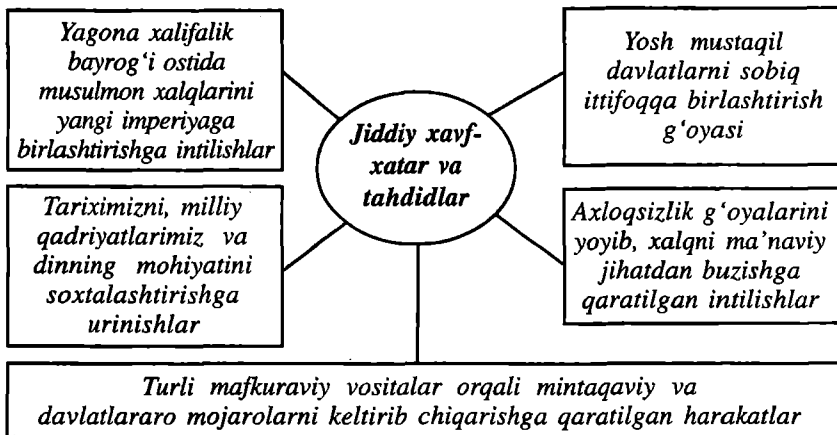 Yagona xalifalik
bayrog‘i ostida
musulmon xalqlarini
yangi imperiyaga
birlashtirishga intilishlar
Yosh mustaqil
davlatlarni sobiq
ittifoqqa birlashtirish
g‘oyasi
Jiddiy xavf-
xatar va
tahdidlar
Tariximizni, milliy
qadriyatlarimiz va
dinning mohiyatini
soxtalashtirishga
urinishlar
Axloqsizlik g‘oyalarini
yoyib, xalqni ma’naviy
jihatdan buzishga
qaratilgan intilishlar
Turli mafkuraviy vositalar orqali mintaqaviy va
davlatlararo mojarolarni keltirib chiqarishga qaratilgan harakatlar